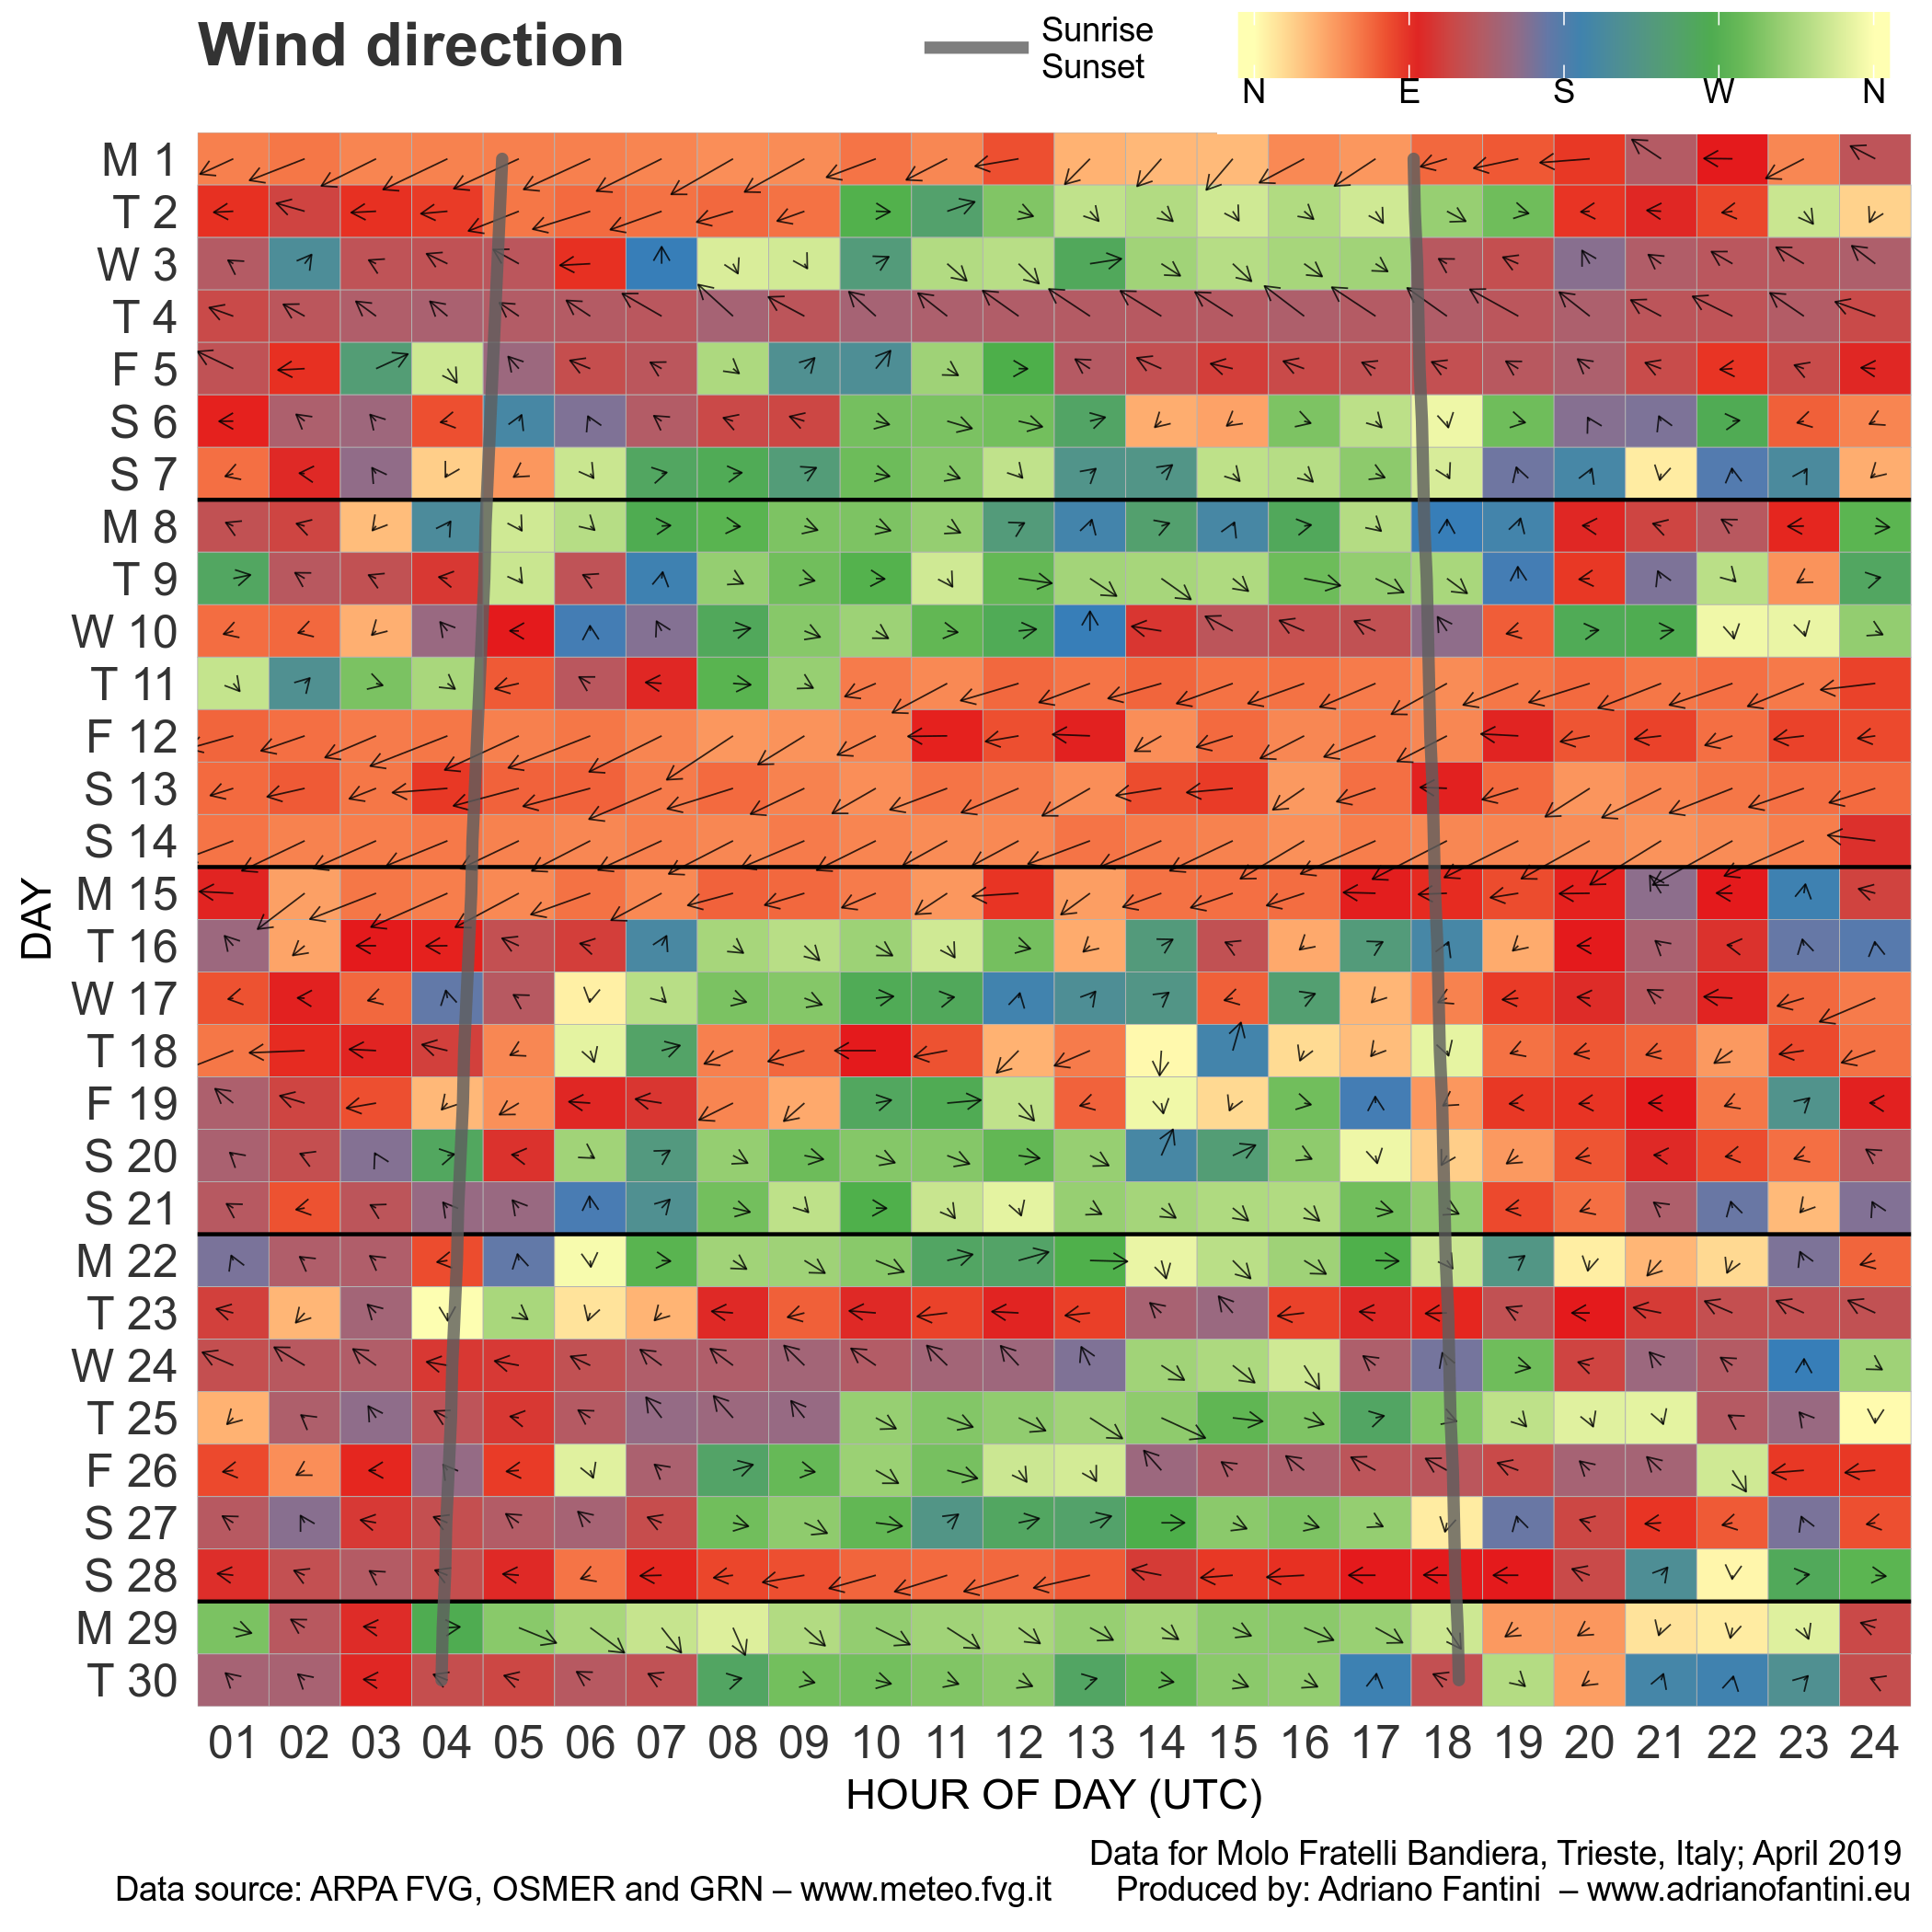 Wind direction
Sunrise
Sunset
N E S W N
M 1
T 2
W 3
T 4
F 5
S 6
S 7
M 8
T 9
W 10
T 11
F 12
S 13
S 14
M 15
T 16
W 17
T 18
F 19
S 20
S 21
M 22
T 23
W 24
T 25
F 26
S 27
S 28
M 29
T 30
DAY
01 02 03 04 05 06 07 08 09 10 11 12 13 14 15 16 17 18 19 20 21 22 23 24
HOUR OF DAY (UTC)
Data for Molo Fratelli Bandiera, Trieste, Italy; April 2019
Data source: ARPA FVG, OSMER and GRN – www.meteo.fvg.it
Produced by: Adriano Fantini – www.adrianofantini.eu